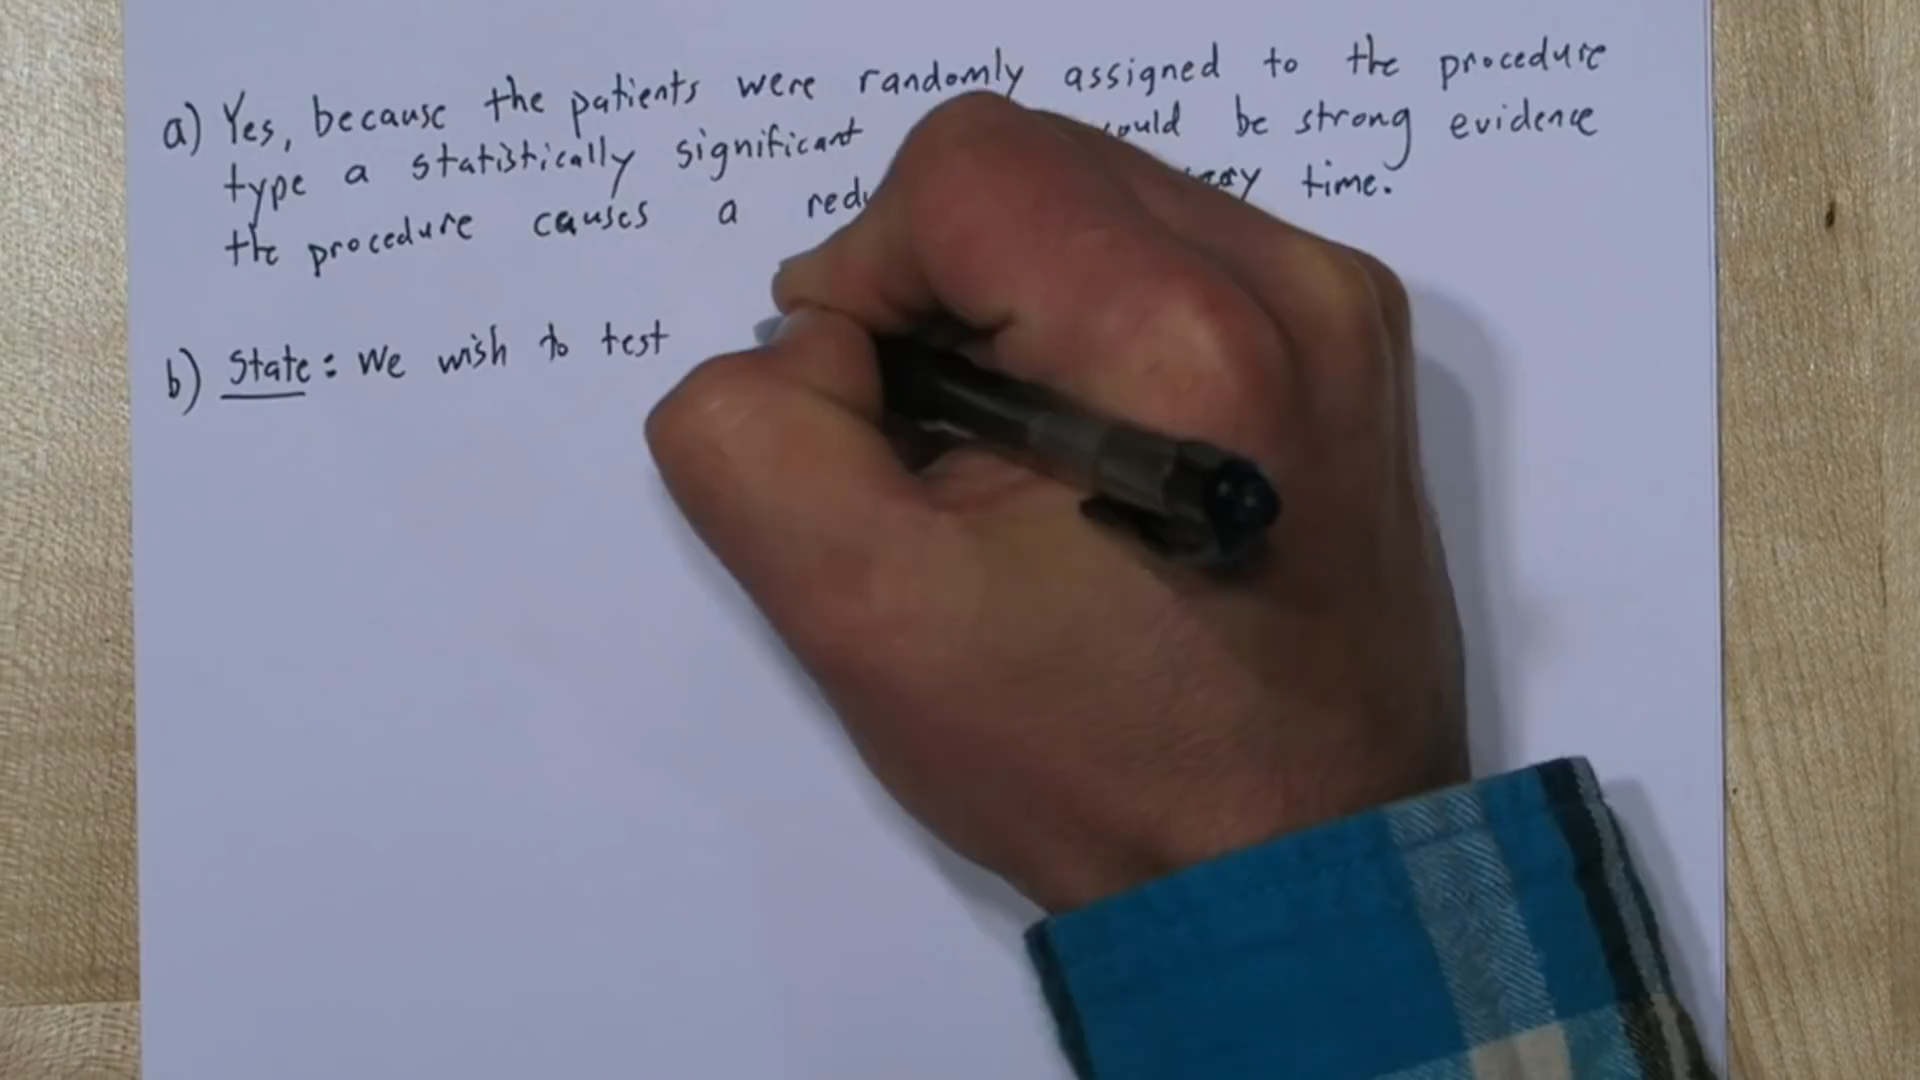 a) Yes, because the patients were randomly assigned to the procedure
type a statistically significant could be strong evidence
the procedure causes a time.
b) State: We wish to test